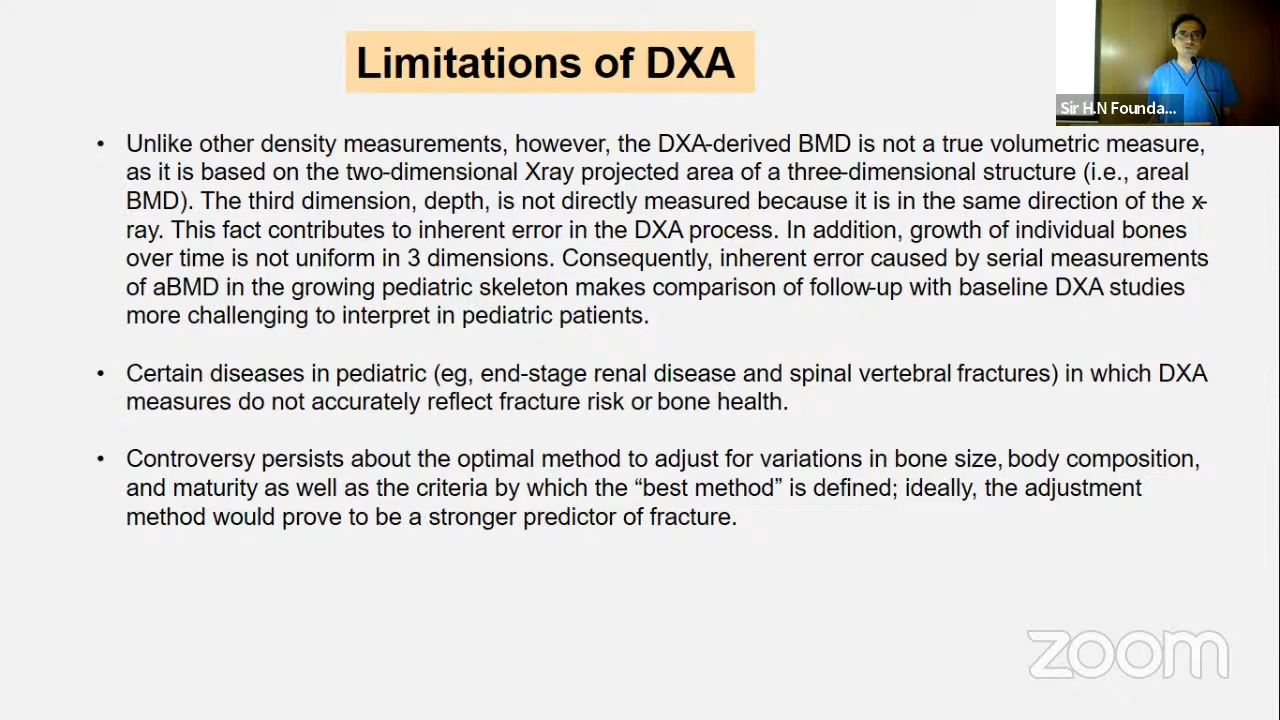 Limitations of DXA
Sir H.N Founda...
• Unlike other density measurements, however, the DXA-derived BMD is not a true volumetric measure,
as it is based on the two-dimensional Xray projected area of a three-dimensional structure (i.e., areal
BMD). The third dimension, depth, is not directly measured because it is in the same direction of the x-
ray. This fact contributes to inherent error in the DXA process. In addition, growth of individual bones
over time is not uniform in 3 dimensions. Consequently, inherent error caused by serial measurements
of aBMD in the growing pediatric skeleton makes comparison of follow-up with baseline DXA studies
more challenging to interpret in pediatric patients.
• Certain diseases in pediatric (eg, end-stage renal disease and spinal vertebral fractures) in which DXA
measures do not accurately reflect fracture risk or bone health.
• Controversy persists about the optimal method to adjust for variations in bone size, body composition,
and maturity as well as the criteria by which the “best method” is defined; ideally, the adjustment
method would prove to be a stronger predictor of fracture.
zoom